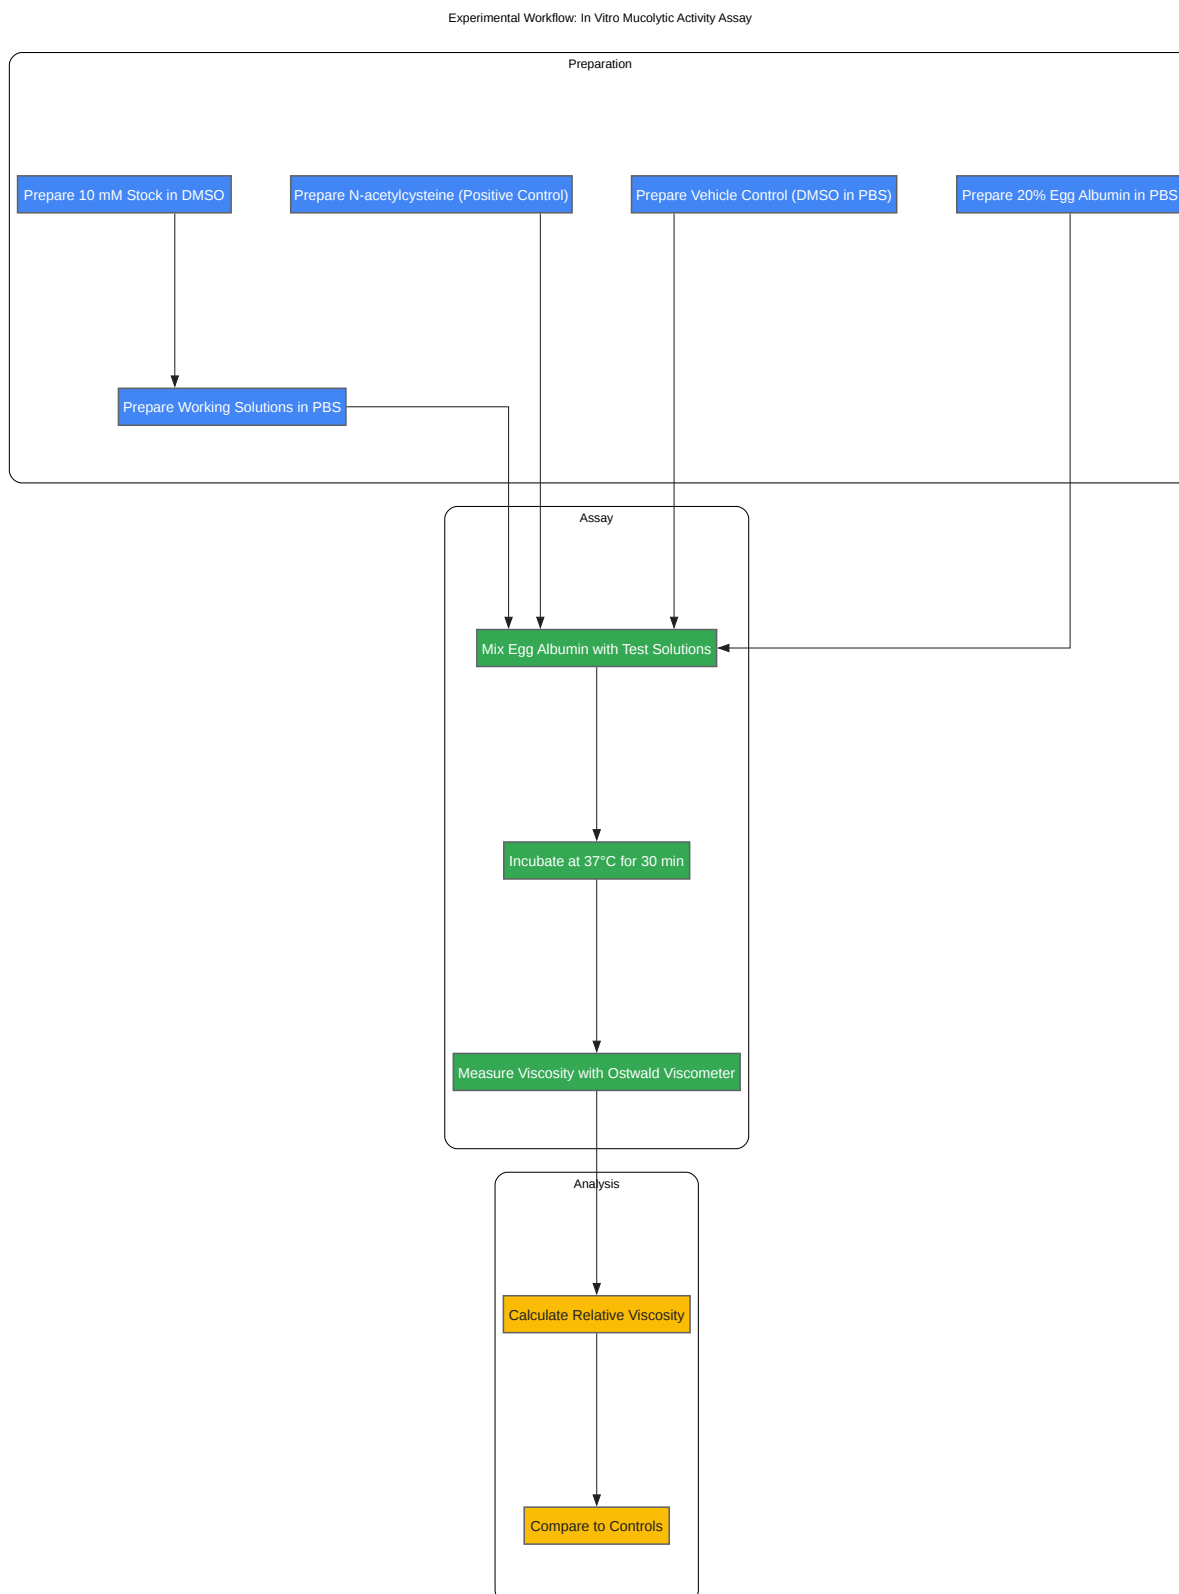 Experimental Workflow: In Vitro Mucolytic Activity Assay
Preparation
Prepare 10 mM Stock in DMSO
Prepare N-acetylcysteine (Positive Control)
Prepare Vehicle Control (DMSO in PBS)
Prepare 20% Egg Albumin in PBS
Prepare Working Solutions in PBS
Assay
Mix Egg Albumin with Test Solutions
Incubate at 37°C for 30 min
Measure Viscosity with Ostwald Viscometer
Analysis
Calculate Relative Viscosity
Compare to Controls